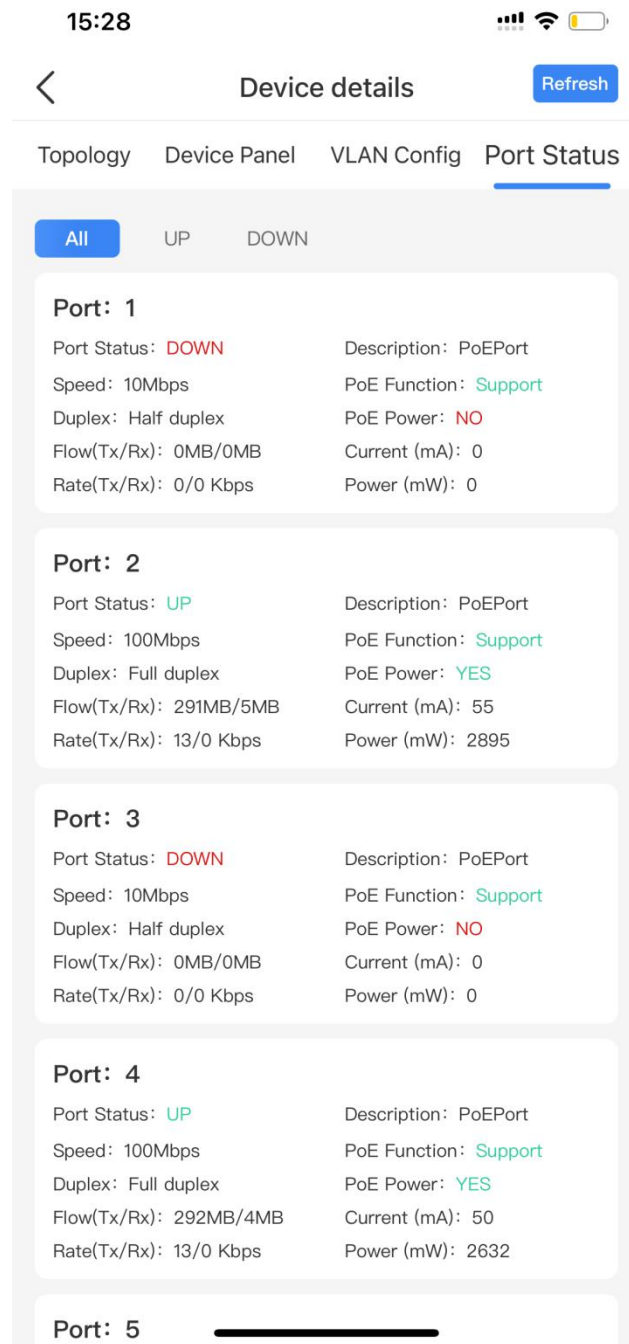 15:28
Device details
Refresh
Topology Device Panel VLAN Config Port Status
All UP DOWN
Port: 1
Port Status: DOWN Description: PoEPort
Speed: 10Mbps PoE Function: Support
Duplex: Half duplex PoE Power: NO
Flow(Tx/Rx): 0MB/0MB Current (mA): 0
Rate(Tx/Rx): 0/0 Kbps Power (mW): 0
Port: 2
Port Status: UP Description: PoEPort
Speed: 100Mbps PoE Function: Support
Duplex: Full duplex PoE Power: YES
Flow(Tx/Rx): 291MB/5MB Current (mA): 55
Rate(Tx/Rx): 13/0 Kbps Power (mW): 2895
Port: 3
Port Status: DOWN Description: PoEPort
Speed: 10Mbps PoE Function: Support
Duplex: Half duplex PoE Power: NO
Flow(Tx/Rx): 0MB/0MB Current (mA): 0
Rate(Tx/Rx): 0/0 Kbps Power (mW): 0
Port: 4
Port Status: UP Description: PoEPort
Speed: 100Mbps PoE Function: Support
Duplex: Full duplex PoE Power: YES
Flow(Tx/Rx): 292MB/4MB Current (mA): 50
Rate(Tx/Rx): 13/0 Kbps Power (mW): 2632
Port: 5